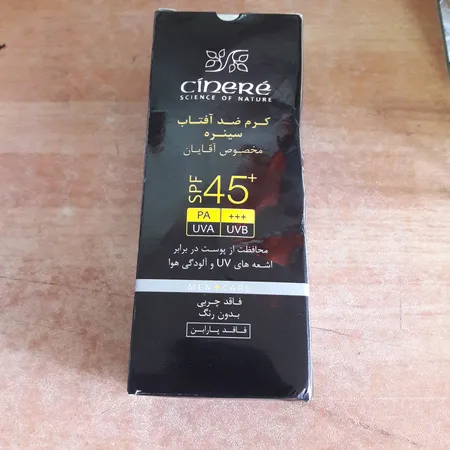 cineré
SCIENCE OF NATURE
کرم ضد آفتاب
سینره
مخصوص آقایان
SPF 45+
PA +++
UVA UVB
محافظت از پوست در برابر
اشعه های UV و آلودگی هوا
MEN+CARE
فاقد چربی
بدون رنگ
فاقد پارابن